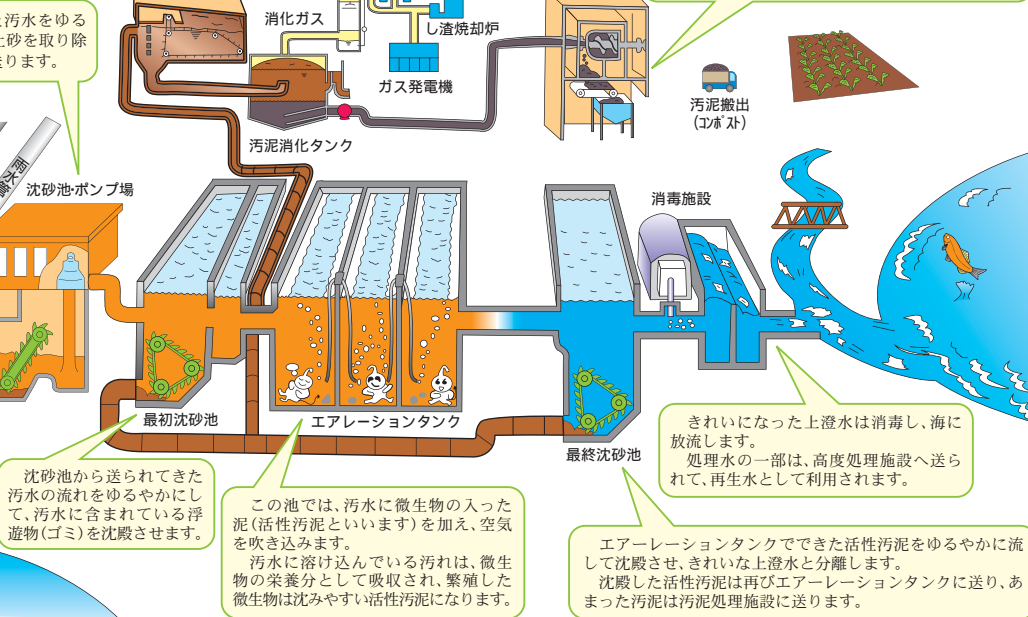 汚水をゆる
土砂を取り除
送ります。
消化ガス
し渣焼却炉
ガス発電機
汚泥消化タンク
汚泥搬出
(コンポスト)
雨水管
沈砂池・ポンプ場
消毒施設
最初沈砂池
エアレーションタンク
最終沈砂池
沈砂池から送られてきた
汚水の流れをゆるやかにし
て、汚水に含まれている浮
遊物(ゴミ)を沈殿させます。
この池では、汚水に微生物の入った
泥(活性汚泥といいます)を加え、空気
を吹き込みます。
汚水に溶け込んでいる汚れは、微生
物の栄養分として吸収され、繁殖した
微生物は沈みやすい活性汚泥になります。
きれいになった上澄水は消毒し、海に
放流します。
処理水の一部は、高度処理施設へ送ら
れて、再生水として利用されます。
エアーレーションタンクでできた活性汚泥をゆるやかに流
して沈殿させ、きれいな上澄水と分離します。
沈殿した活性汚泥は再びエアーレーションタンクに送り、あ
まった汚泥は汚泥処理施設に送ります。